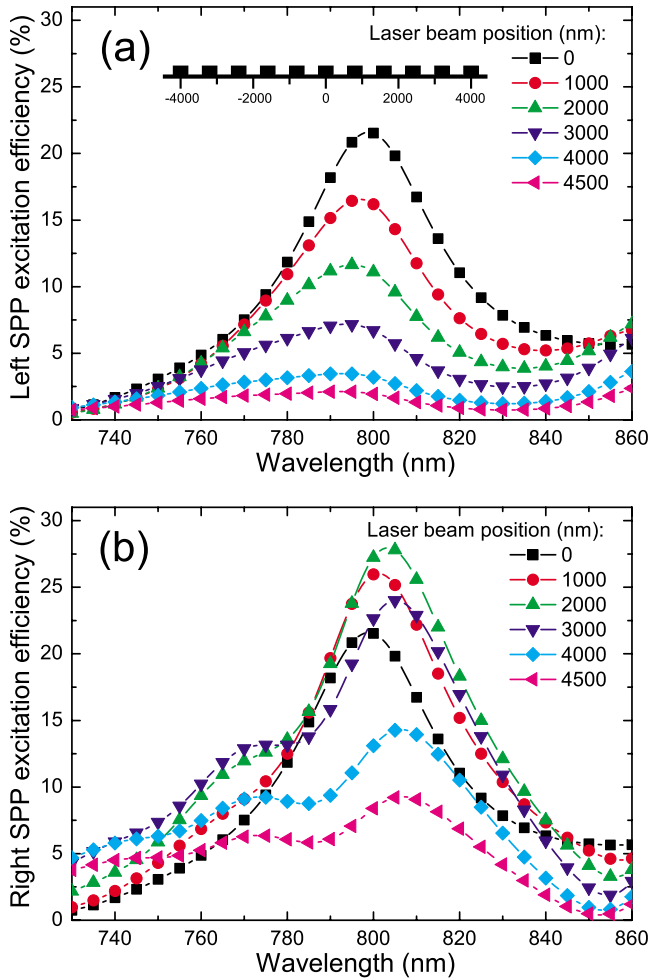 (a)
Laser beam position (nm):
0
1000
2000
3000
4000
4500
-4000 -2000 0 2000 4000
Left SPP excitation efficiency (%)
30
25
20
15
10
5
0
740 760 780 800 820 840 860
Wavelength (nm)
(b)
Laser beam position (nm):
0
1000
2000
3000
4000
4500
Right SPP excitation efficiency (%)
30
25
20
15
10
5
0
740 760 780 800 820 840 860
Wavelength (nm)